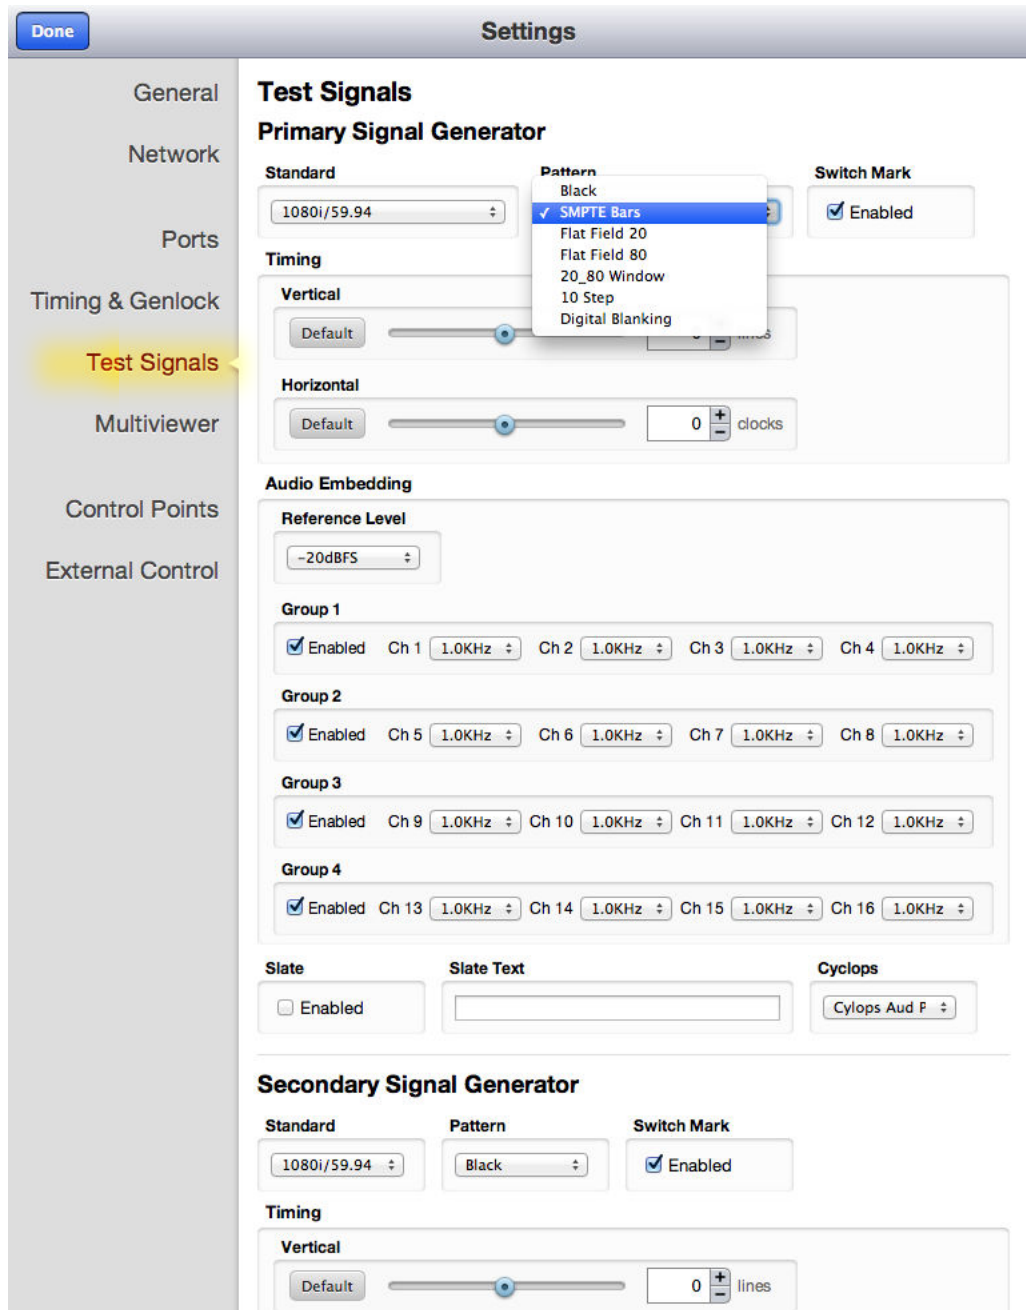 Done
Settings
General
Network
Ports
Timing & Genlock
Test Signals
Multiviewer
Control Points
External Control
Test Signals
Primary Signal Generator
Standard
Pattern
Switch Mark
1080i/59.94
Black
✓ SMPTE Bars
Flat Field 20
Flat Field 80
20_80 Window
10 Step
Digital Blanking
Enabled
Timing
Vertical
Default
lines
Horizontal
Default
0 + − clocks
Audio Embedding
Reference Level
-20dBFS
Group 1
Enabled Ch 1 1.0KHz Ch 2 1.0KHz Ch 3 1.0KHz Ch 4 1.0KHz
Group 2
Enabled Ch 5 1.0KHz Ch 6 1.0KHz Ch 7 1.0KHz Ch 8 1.0KHz
Group 3
Enabled Ch 9 1.0KHz Ch 10 1.0KHz Ch 11 1.0KHz Ch 12 1.0KHz
Group 4
Enabled Ch 13 1.0KHz Ch 14 1.0KHz Ch 15 1.0KHz Ch 16 1.0KHz
Slate
Slate Text
Cyclops
Enabled
Cylops Aud P
Secondary Signal Generator
Standard
Pattern
Switch Mark
1080i/59.94
Black
Enabled
Timing
Vertical
Default
0 + − lines